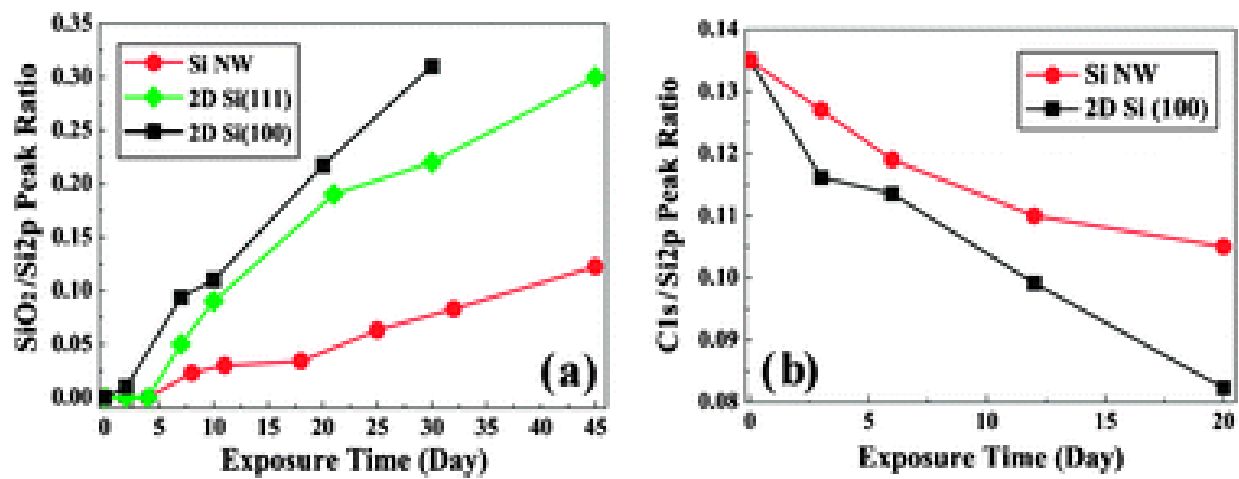 SiO₂/Si2p Peak Ratio
0.35
0.30
0.25
0.20
0.15
0.10
0.05
0.00
Si NW
2D Si(111)
2D Si(100)
(a)
0 5 10 15 20 25 30 35 40 45
Exposure Time (Day)
C1s/Si2p Peak Ratio
0.14
0.13
0.12
0.11
0.10
0.09
0.08
Si NW
2D Si (100)
(b)
0 5 10 15 20
Exposure Time (Day)